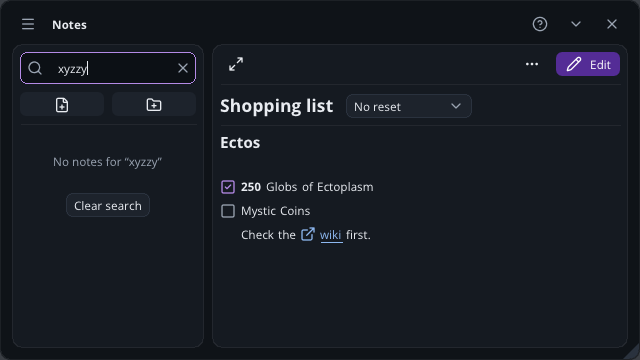 Notes
xyzzy
No notes for “xyzzy”
Clear search
Edit
Shopping list
No reset
Ectos
250 Globs of Ectoplasm
Mystic Coins
Check the wiki first.